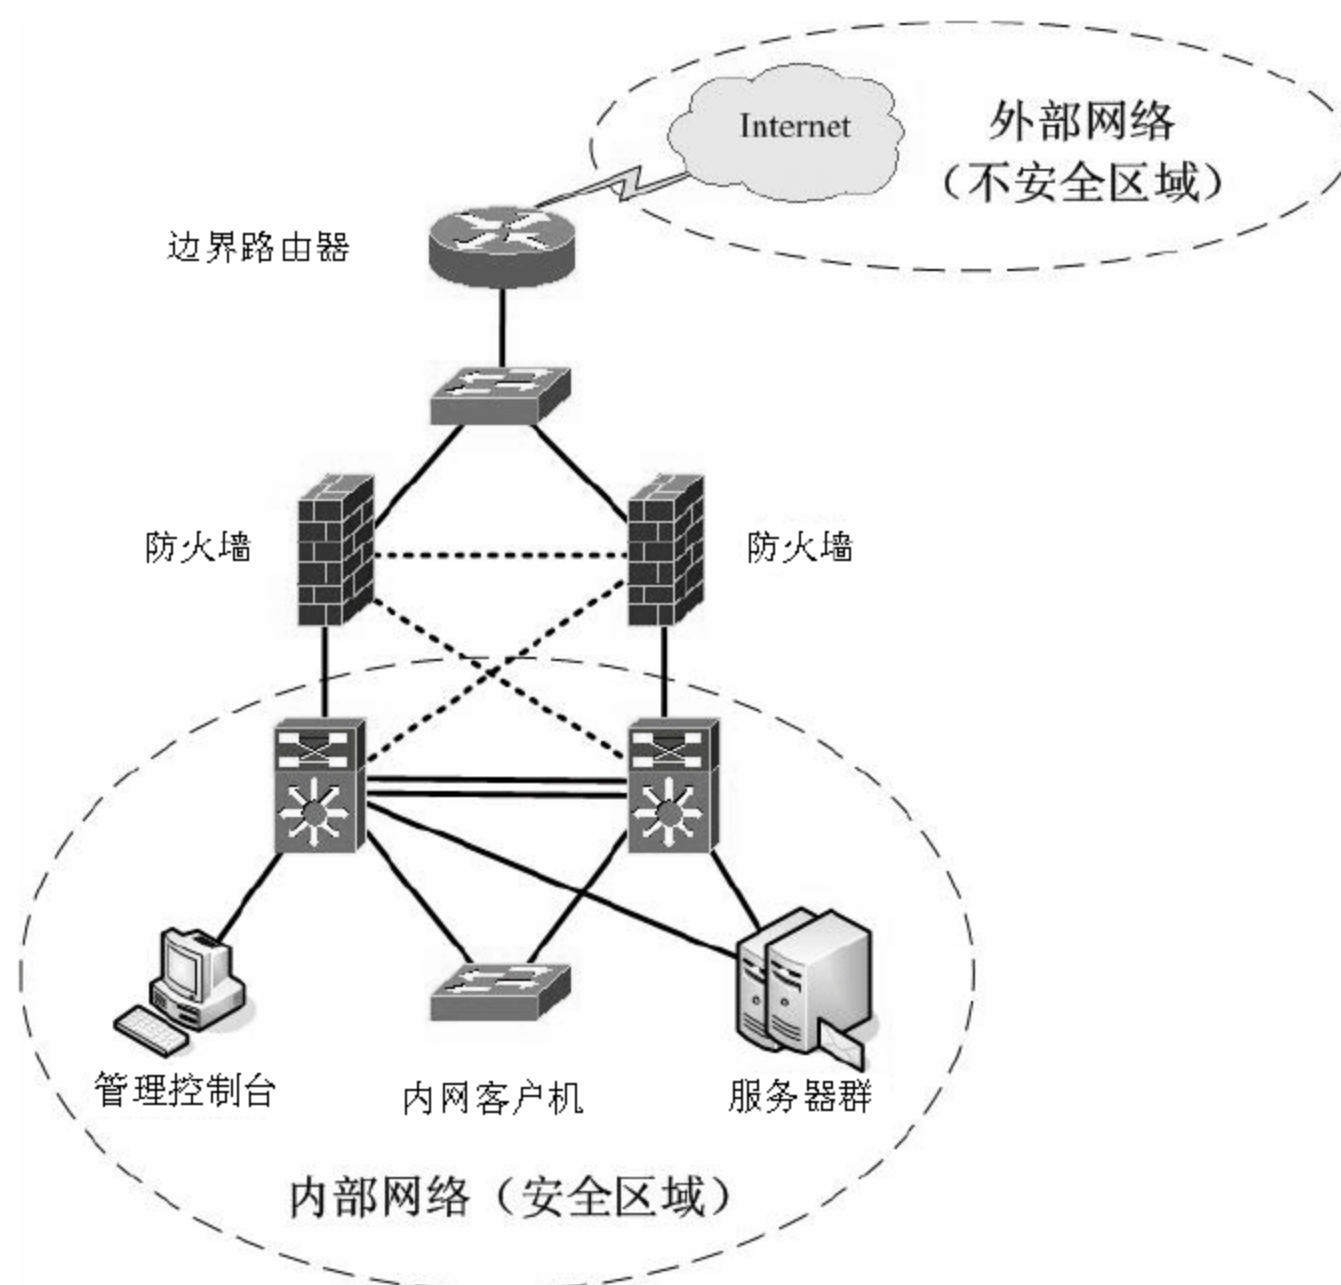 Internet
外部网络
（不安全区域）
边界路由器
防火墙
防火墙
管理控制台
内网客户机
服务器群
内部网络（安全区域）